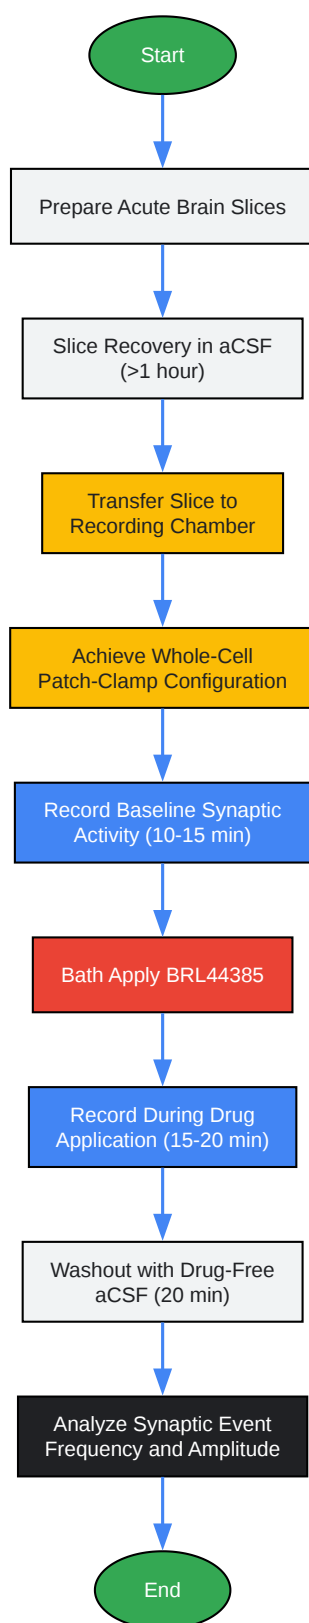 Start
Prepare Acute Brain Slices
Slice Recovery in aCSF
(>1 hour)
Transfer Slice to
Recording Chamber
Achieve Whole-Cell
Patch-Clamp Configuration
Record Baseline Synaptic
Activity (10-15 min)
Bath Apply BRL44385
Record During Drug
Application (15-20 min)
Washout with Drug-Free
aCSF (20 min)
Analyze Synaptic Event
Frequency and Amplitude
End